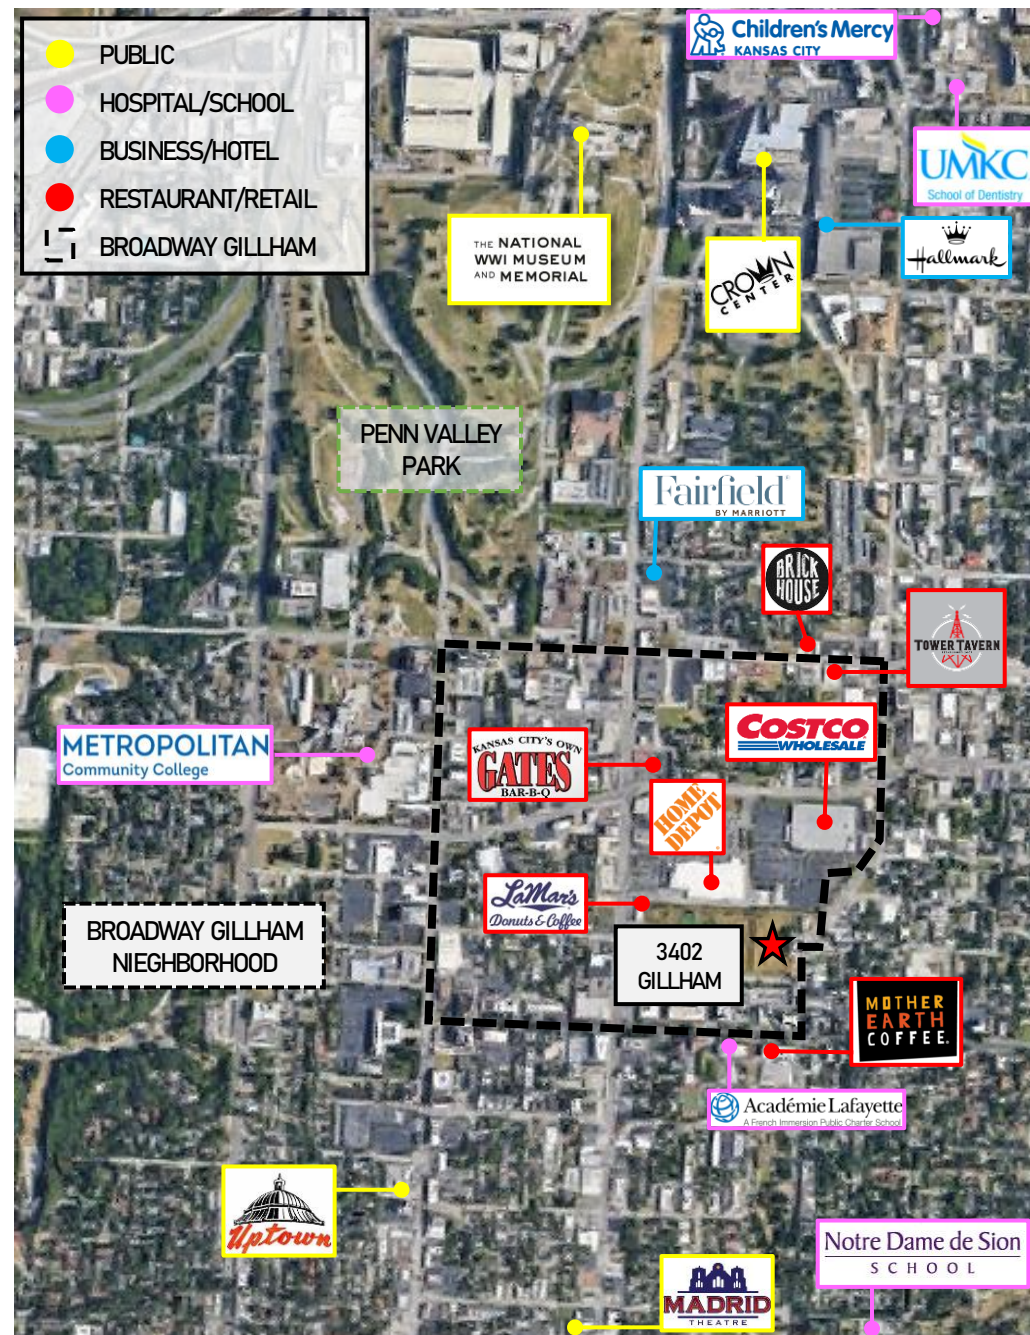 PUBLIC
HOSPITAL/SCHOOL
BUSINESS/HOTEL
RESTAURANT/RETAIL
BROADWAY GILLHAM
Children's Mercy
KANSAS CITY
UMKC
School of Dentistry
THE NATIONAL
WWI MUSEUM
AND MEMORIAL
CROWN
CENTER
Hallmark
PENN VALLEY
PARK
Fairfield
BY MARRIOTT
BRICK
HOUSE
TOWER TAVERN
METROPOLITAN
Community College
KANSAS CITY'S OWN
GATES
BAR-B-Q
COSTCO
WHOLESALE
HOME
DEPOT
LaMar's
Donuts & Coffee
BROADWAY GILLHAM
NIEGHBORHOOD
3402
GILLHAM
MOTHER
EARTH
COFFEE.
Académie Lafayette
A French Immersion Public Charter School
Uptown
Notre Dame de Sion
SCHOOL
MADRID
THEATRE